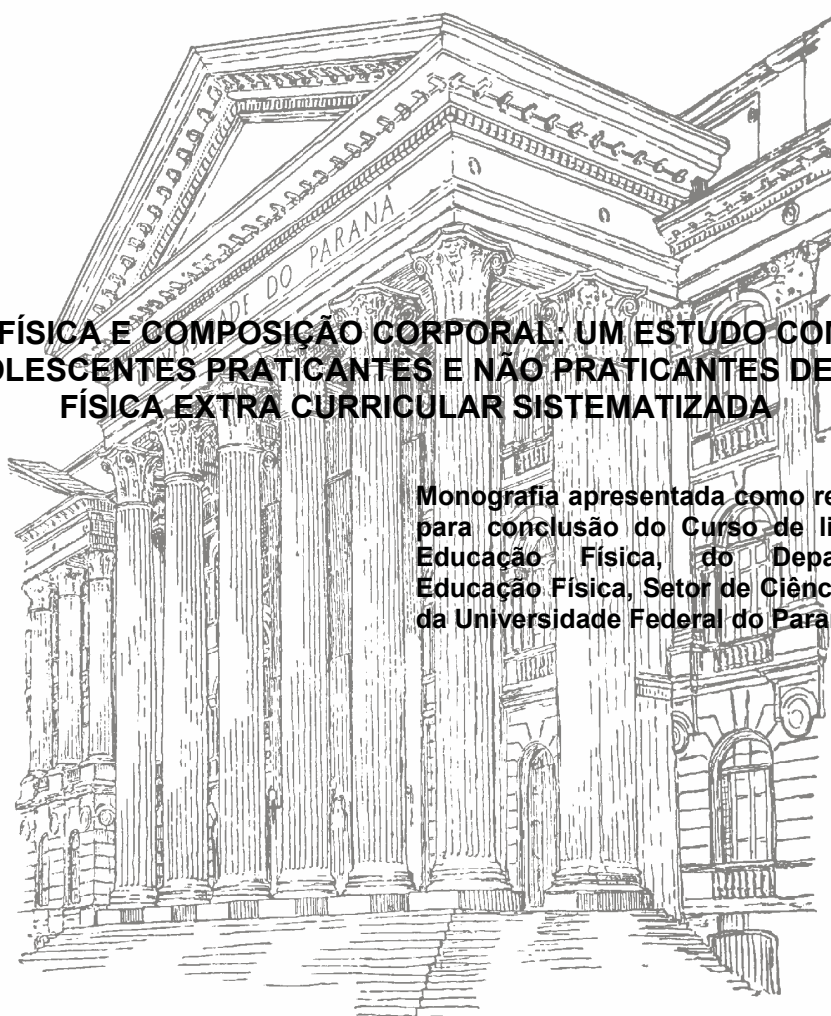 DE DO PARANÁ
FÍSICA E COMPOSIÇÃO CORPORAL: UM ESTUDO COM
OLESCENTES PRATICANTES E NÃO PRATICANTES DE
FÍSICA EXTRA CURRICULAR SISTEMATIZADA
Monografia apresentada como re
para conclusão do Curso de li
Educação Física, do Depa
Educação Física, Setor de Ciênc
da Universidade Federal do Para